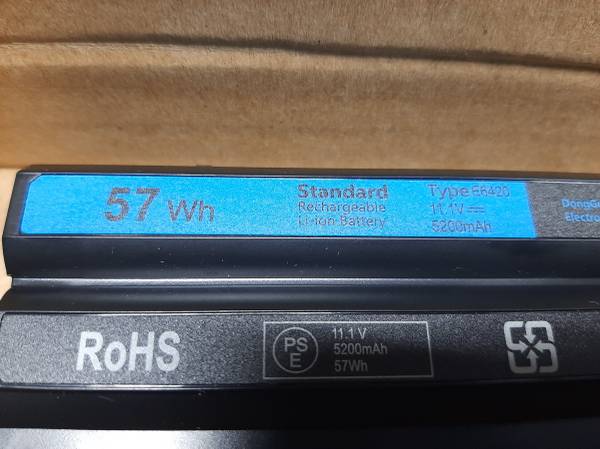 57 Wh
Standard
Rechargeable
Li-ion Battery
Type E6420
11.1V
5200mAh
RoHS
PS
E
11.1 V
5200mAh
57Wh